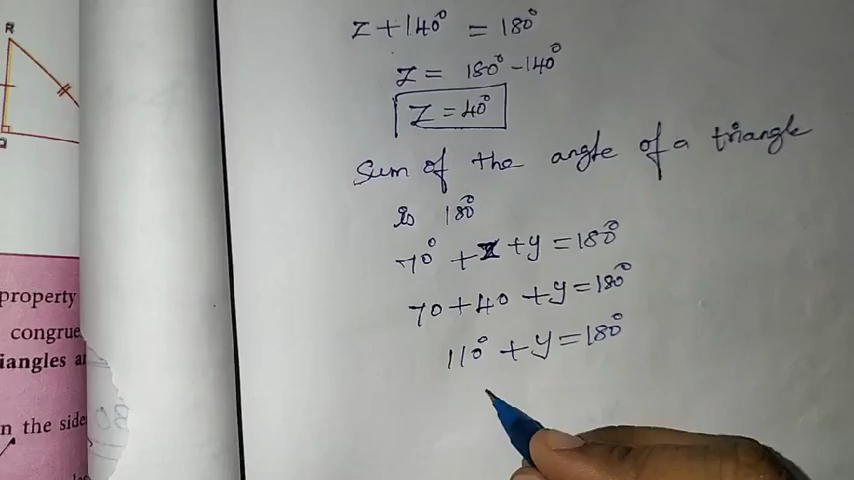 R
Z + 140° = 180°
Z = 180° - 140°
Z = 40°
Sum of the angle of a triangle
is 180°
70° + Z + y = 180°
70 + 40 + y = 180°
110° + y = 180°
property
congrue
iangles a
n the side